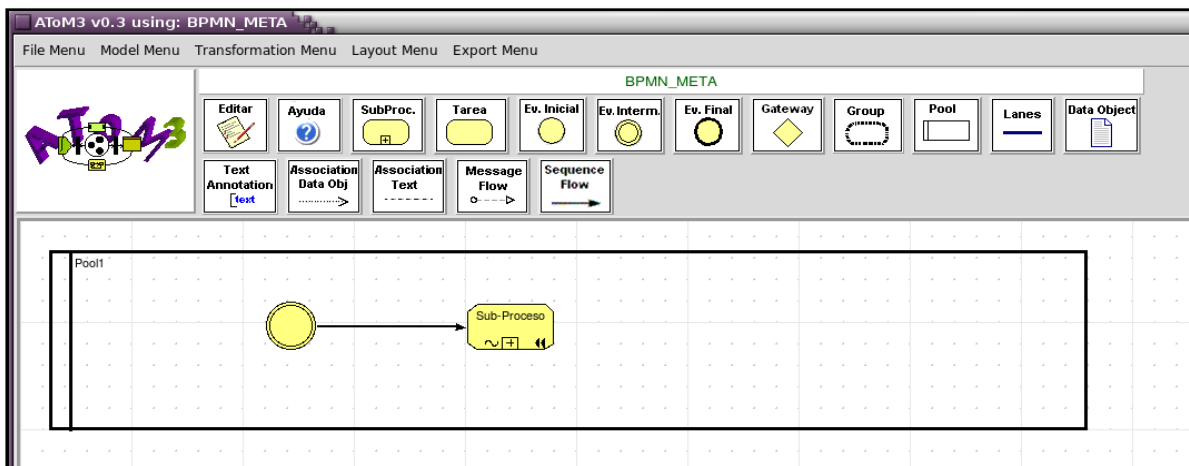 AToM3 v0.3 using: BPMN_META
File Menu Model Menu Transformation Menu Layout Menu Export Menu
AToM3
BPMN_META
Editar Ayuda SubProc. Tarea Ev. Inicial Ev.Interm. Ev. Final Gateway Group Pool Lanes Data Object
Text Annotation
[text
Association Data Obj
Association Text
Message Flow
Sequence Flow
Pool1
Sub-Proceso